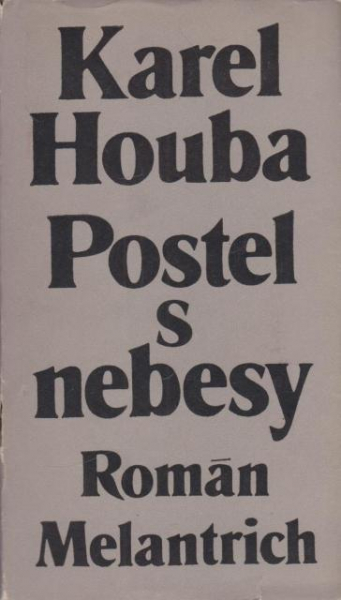 Karel
Houba
Postel
s
nebesy
Román
Melantrich